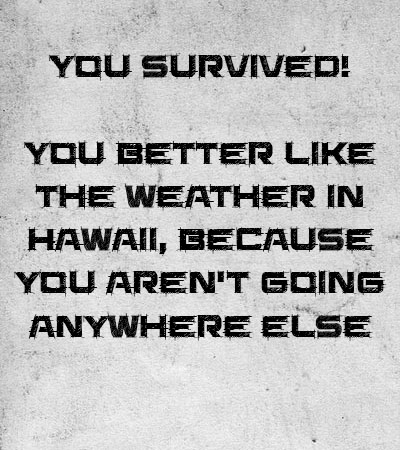 YOU SURVIVED!
YOU BETTER LIKE
THE WEATHER IN
HAWAII, BECAUSE
YOU AREN'T GOING
ANYWHERE ELSE